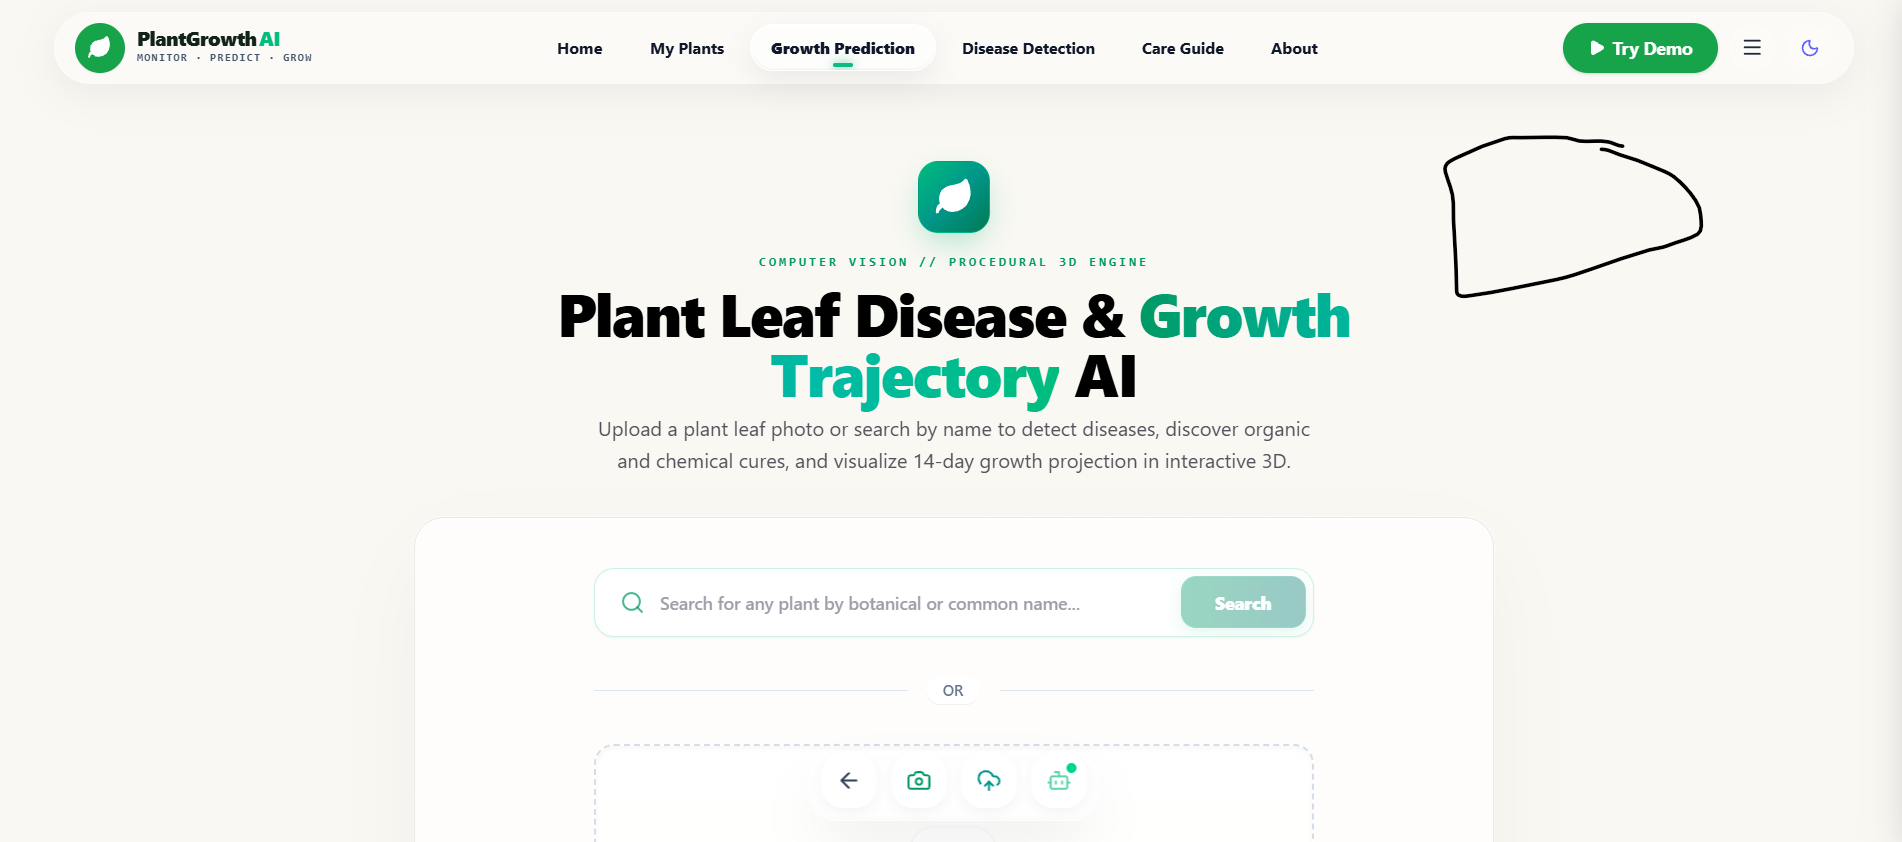 PlantGrowth AI
MONITOR · PREDICT · GROW
Home
My Plants
Growth Prediction
Disease Detection
Care Guide
About
Try Demo
COMPUTER VISION // PROCEDURAL 3D ENGINE
Plant Leaf Disease & Growth
Trajectory AI
Upload a plant leaf photo or search by name to detect diseases, discover organic
and chemical cures, and visualize 14-day growth projection in interactive 3D.
Search for any plant by botanical or common name...
Search
OR